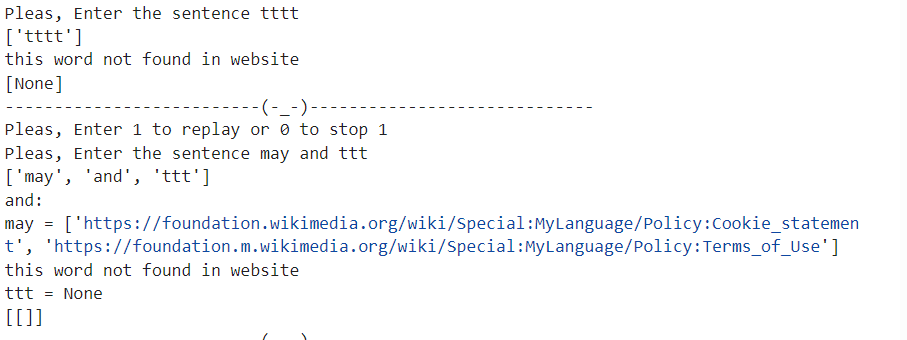 Pleas, Enter the sentence tttt
['tttt']
this word not found in website
[None]
--------------------------(-_-)-----------------------------
Pleas, Enter 1 to replay or 0 to stop 1
Pleas, Enter the sentence may and ttt
['may', 'and', 'ttt']
and:
may = ['https://foundation.wikimedia.org/wiki/Special:MyLanguage/Policy:Cookie_statemen
t', 'https://foundation.m.wikimedia.org/wiki/Special:MyLanguage/Policy:Terms_of_Use']
this word not found in website
ttt = None
[[]]